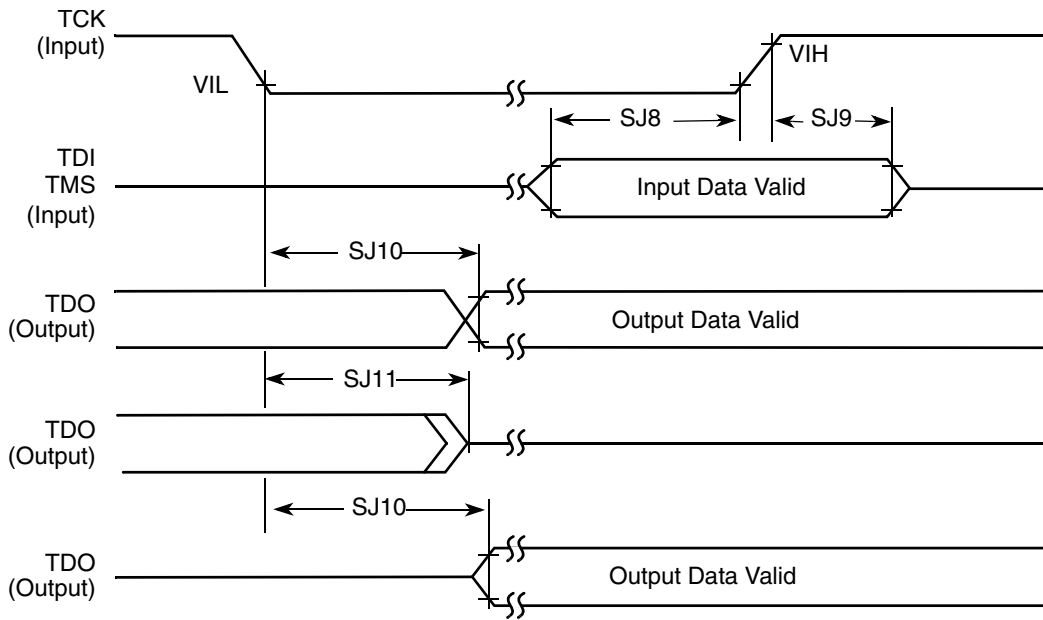 TCK
(Input)
VIL
VIH
SJ8
SJ9
TDI
TMS
(Input)
Input Data Valid
SJ10
TDO
(Output)
Output Data Valid
SJ11
TDO
(Output)
SJ10
TDO
(Output)
Output Data Valid